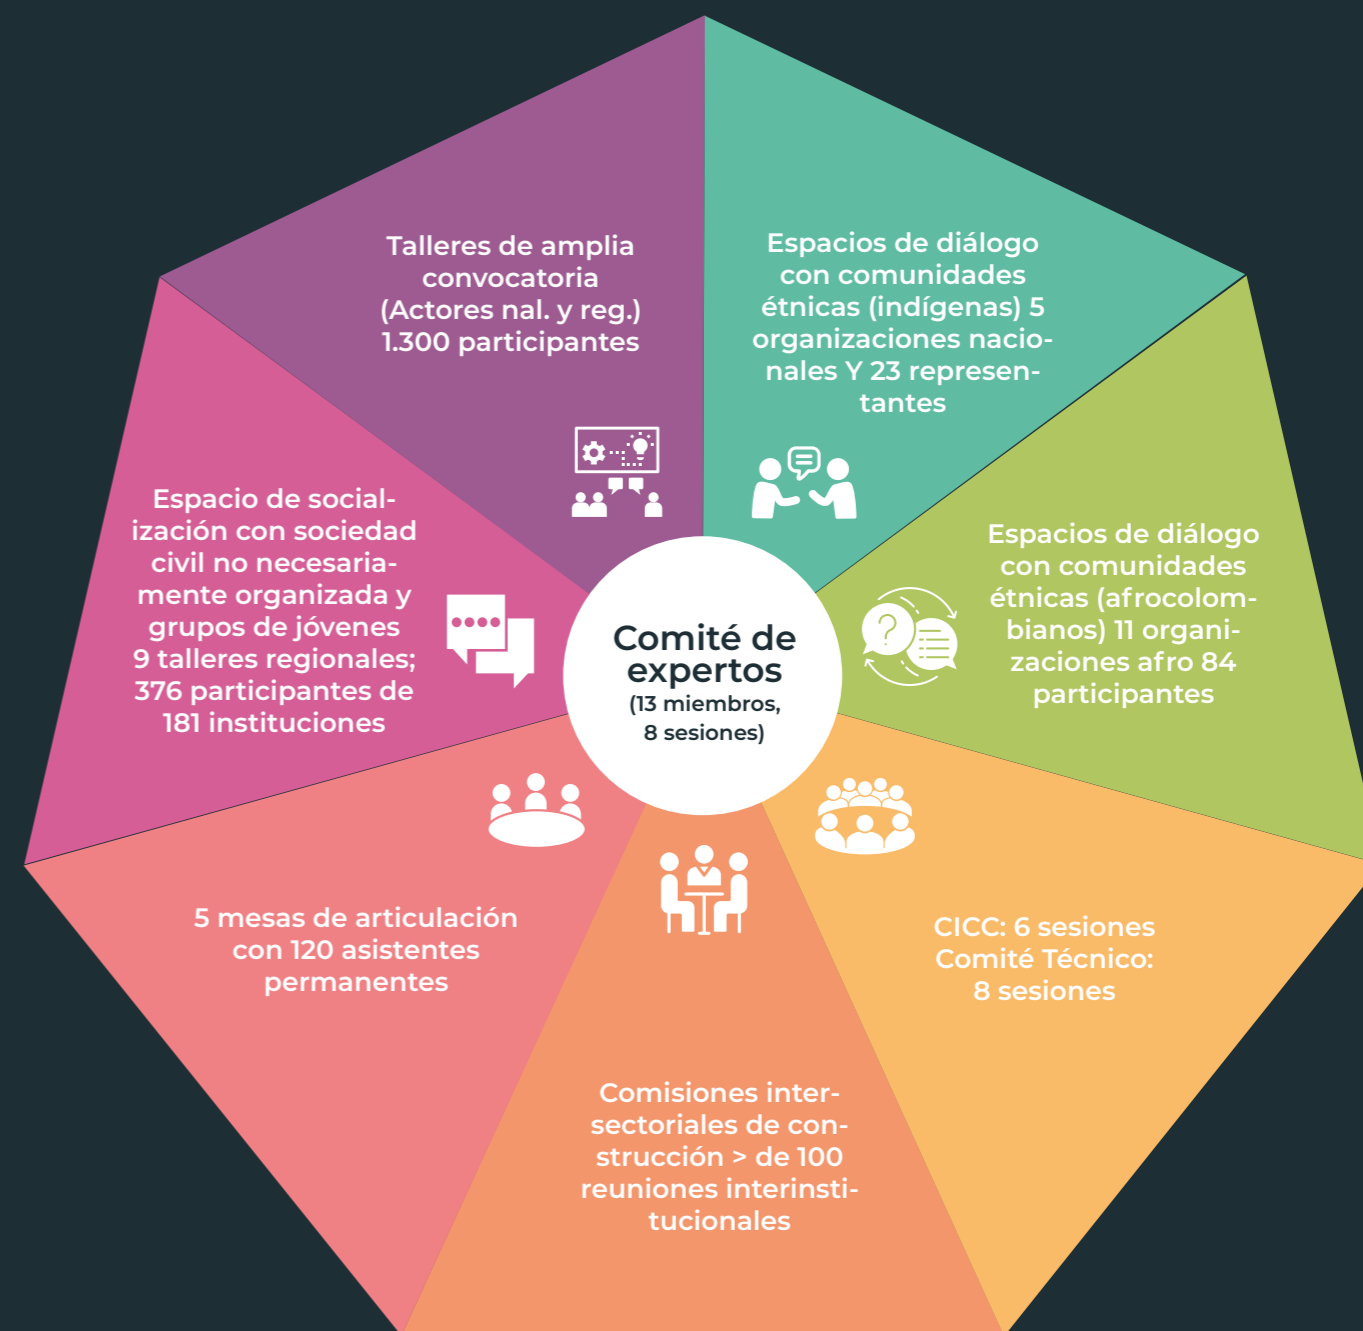 Talleres de amplia
convocatoria
(Actores nal. y reg.)
1.300 participantes
Espacios de diálogo
con comunidades
étnicas (indígenas) 5
organizaciones nacio-
nales Y 23 represen-
tantes
Espacios de diálogo
con comunidades
étnicas (afrocolom-
bianos) 11 organi-
zaciones afro 84
participantes
CICC: 6 sesiones
Comité Técnico:
8 sesiones
Comisiones inter-
sectoriales de con-
strucción > de 100
reuniones interinsti-
tucionales
5 mesas de articulación
con 120 asistentes
permanentes
Espacio de social-
ización con sociedad
civil no necesaria-
mente organizada y
grupos de jóvenes
9 talleres regionales;
376 participantes de
181 instituciones
Comité de
expertos
(13 miembros,
8 sesiones)